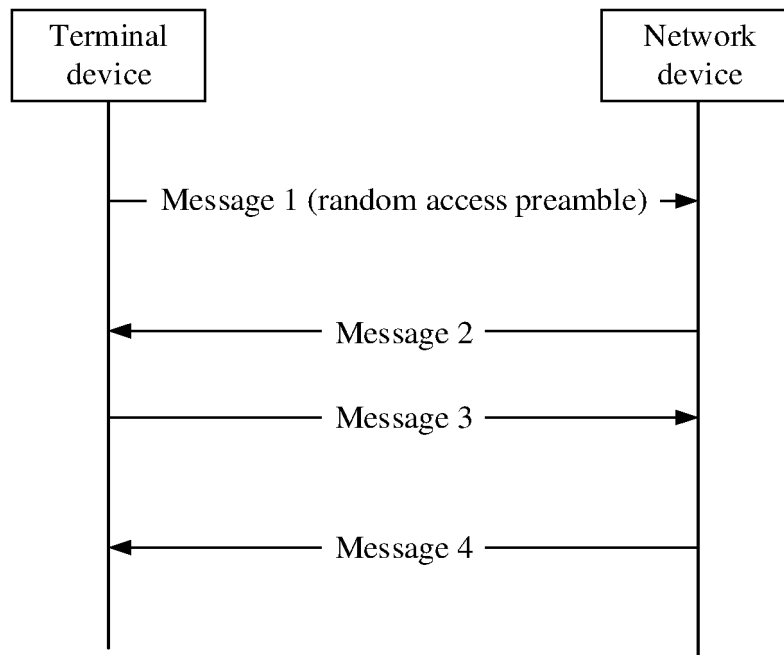 Terminal
device
Network
device
Message 1 (random access preamble)
Message 2
Message 3
Message 4